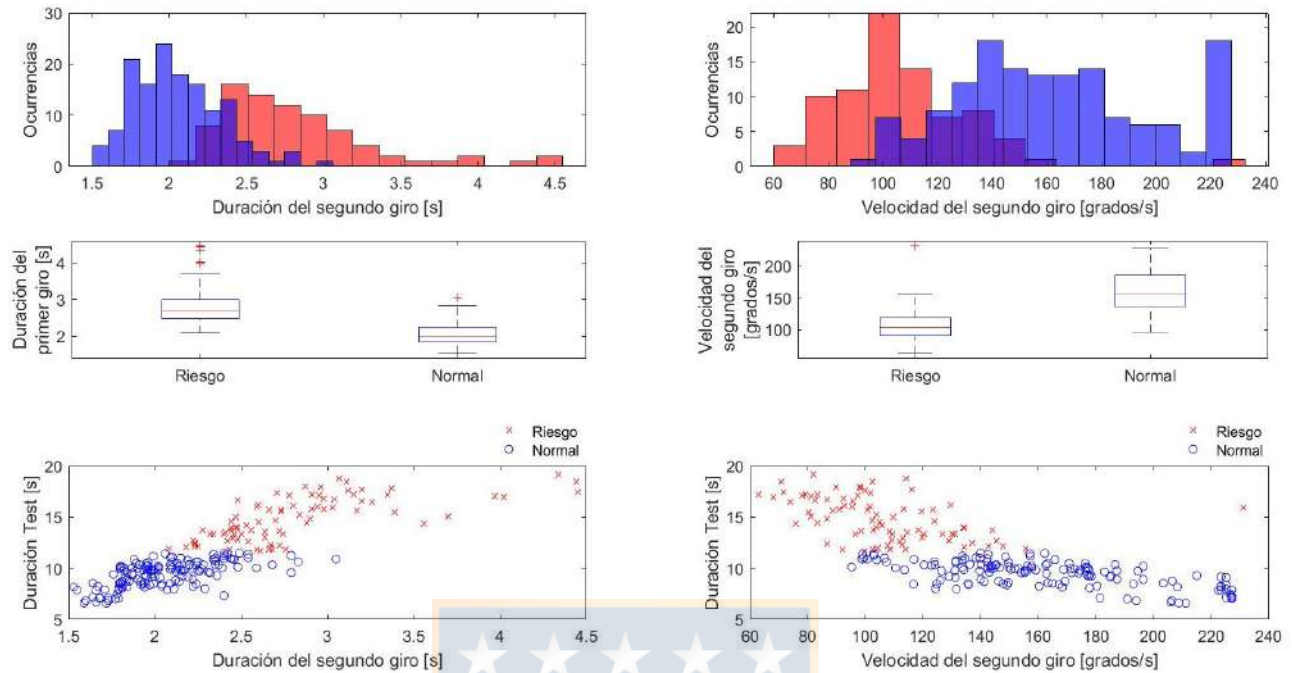 30
20
10
0
Ocurrencias
1.5 2 2.5 3 3.5 4 4.5
Duración del segundo giro [s]
20
15
10
5
0
Ocurrencias
60 80 100 120 140 160 180 200 220 240
Velocidad del segundo giro [grados/s]
Duración del
primer giro [s]
4
3
2
Riesgo Normal
Velocidad del
segundo giro
[grados/s]
200
150
100
Riesgo Normal
Riesgo
Normal
20
15
10
5
Duración Test [s]
1.5 2 2.5 3 3.5 4 4.5
Duración del segundo giro [s]
Riesgo
Normal
20
15
10
5
Duración Test [s]
60 80 100 120 140 160 180 200 220 240
Velocidad del segundo giro [grados/s]